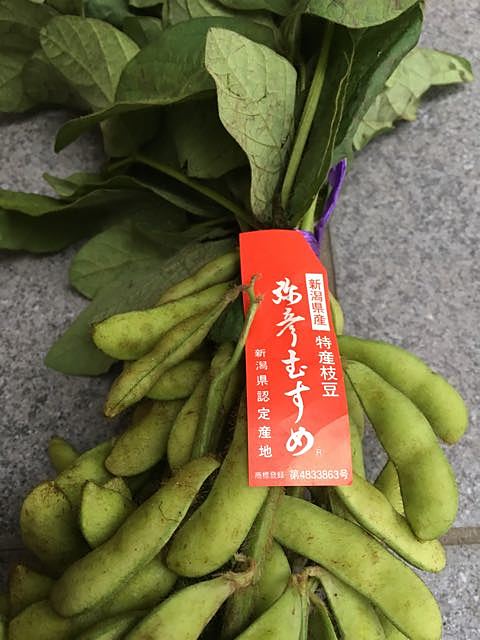 新潟県産
特産枝豆
弥彦むすめ
R
新潟県認定産地
商標登録 第4833863号